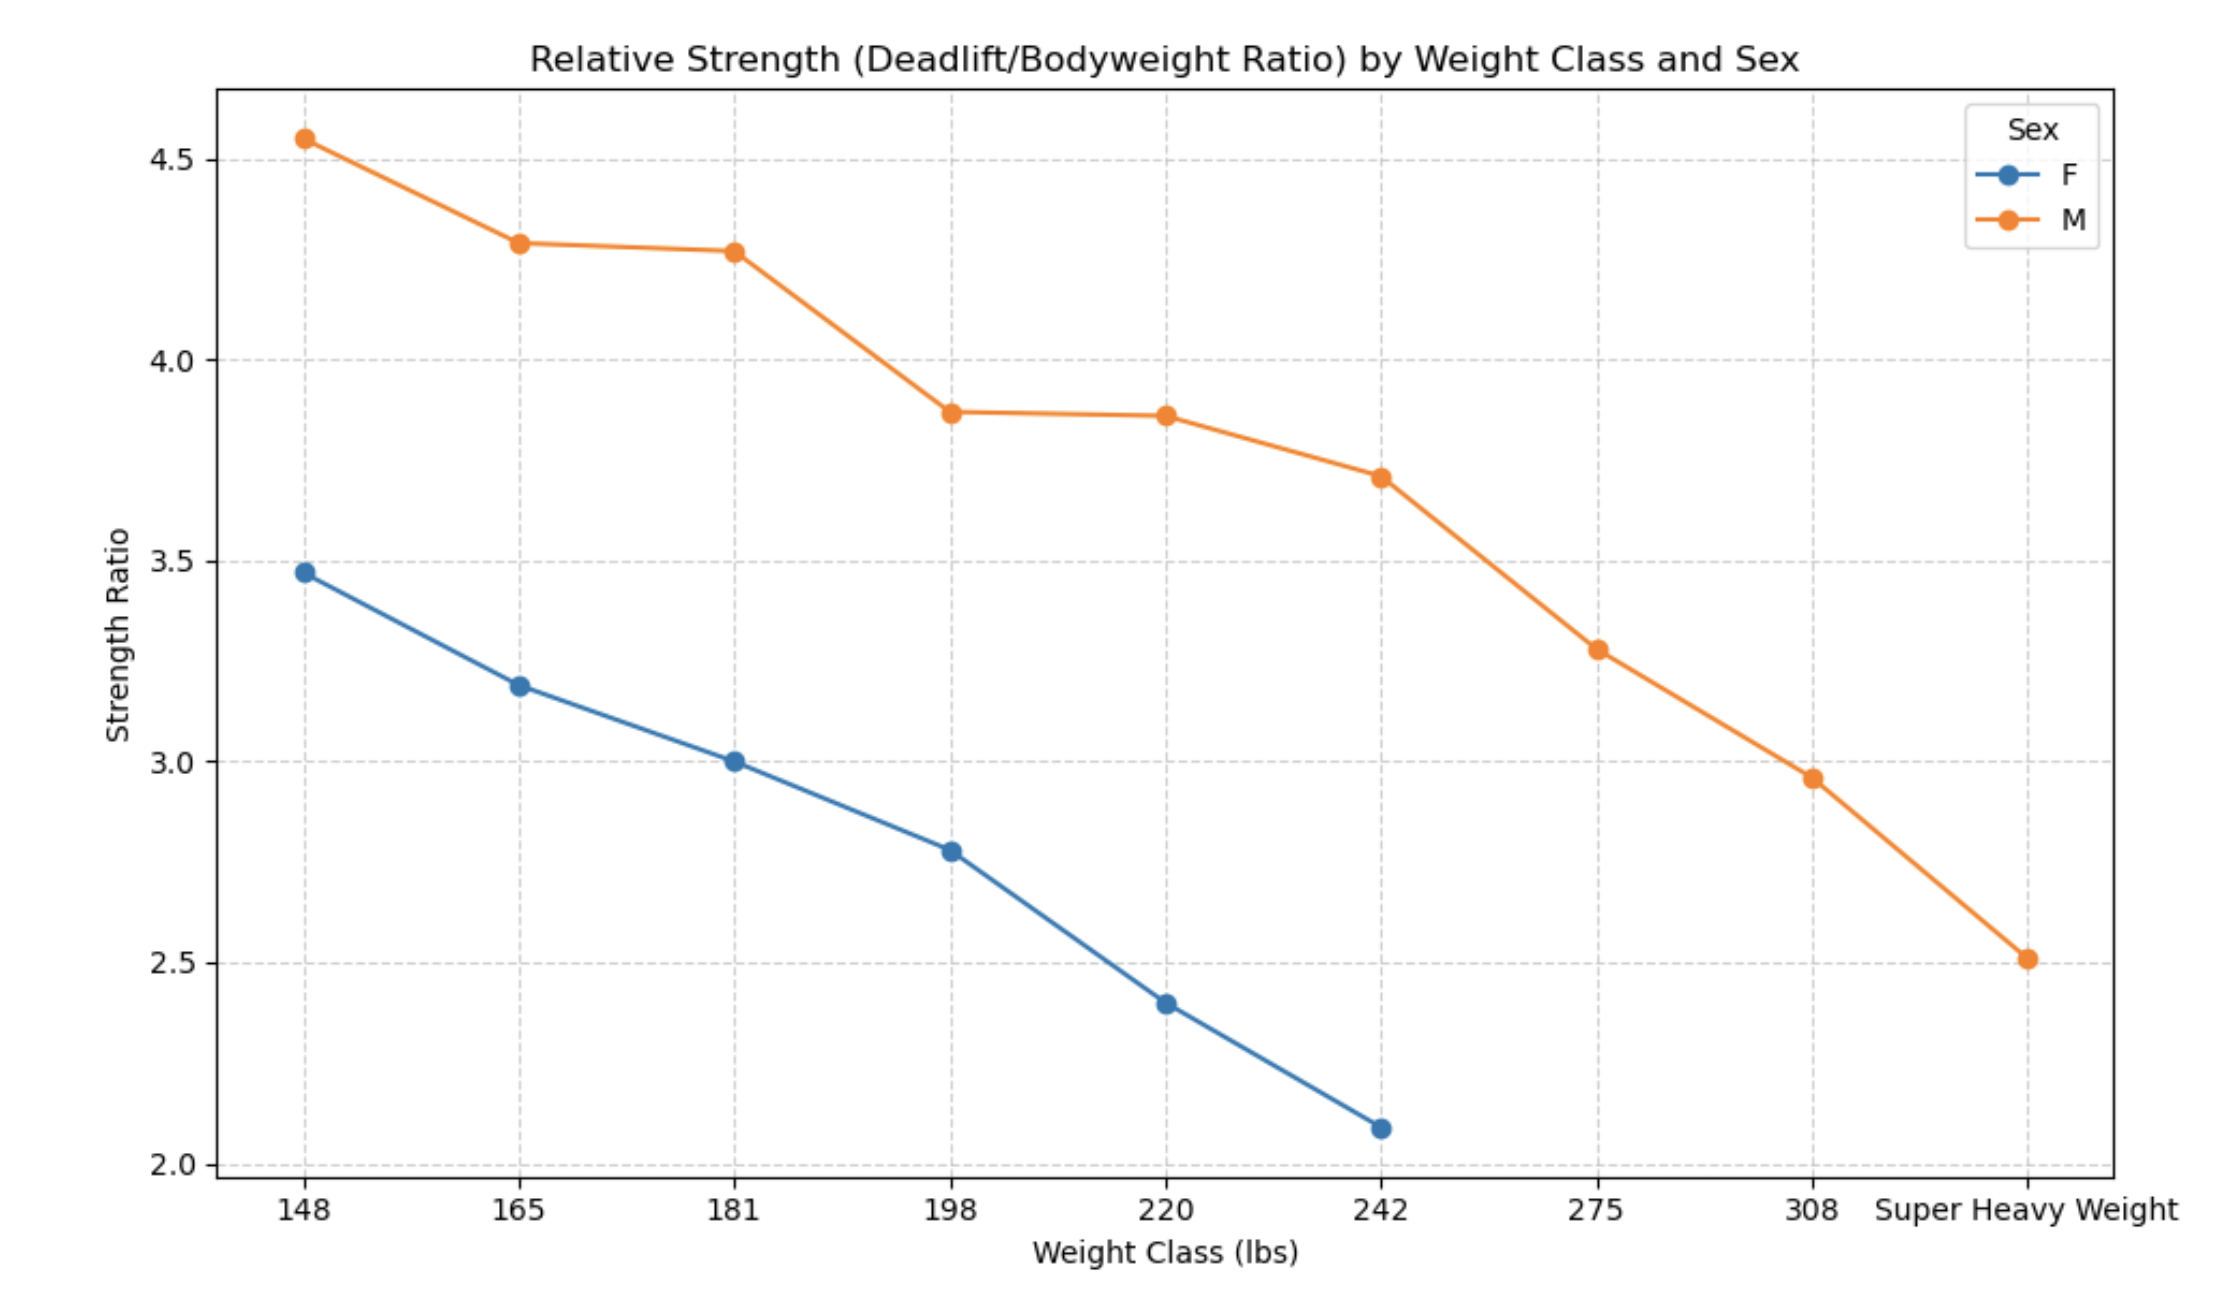 Relative Strength (Deadlift/Bodyweight Ratio) by Weight Class and Sex
Sex
F
M
4.5
4.0
3.5
3.0
2.5
2.0
Strength Ratio
148 165 181 198 220 242 275 308 Super Heavy Weight
Weight Class (lbs)